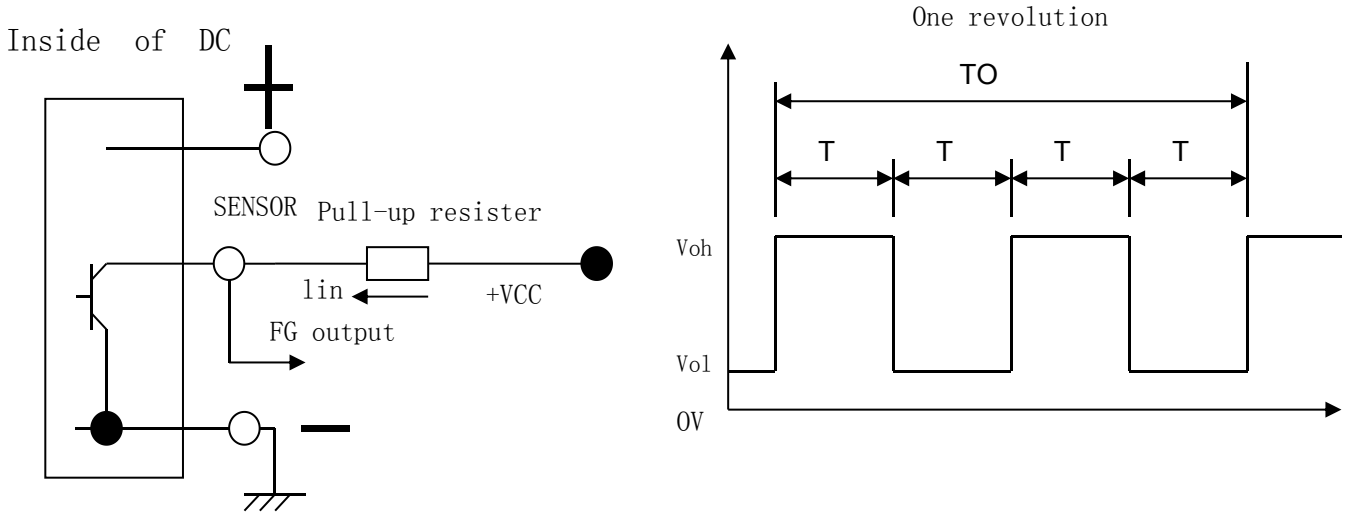 Inside of DC
+
SENSOR
Pull-up resister
lin
+VCC
FG output
—
One revolution
TO
T T T T
Voh
Vol
0V